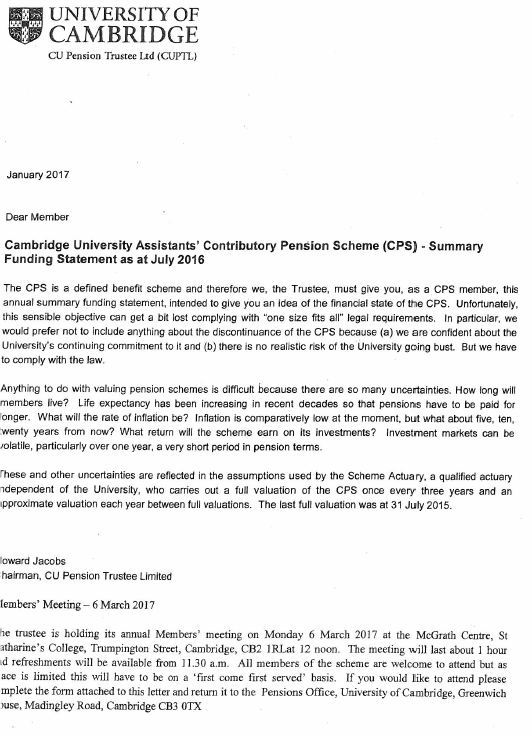 UNIVERSITY OF
CAMBRIDGE
CU Pension Trustee Ltd (CUPTL)
January 2017
Dear Member
Cambridge University Assistants' Contributory Pension Scheme (CPS) - Summary
Funding Statement as at July 2016
The CPS is a defined benefit scheme and therefore we, the Trustee, must give you, as a CPS member, this
annual summary funding statement, intended to give you an idea of the financial state of the CPS. Unfortunately,
this sensible objective can get a bit lost complying with "one size fits all" legal requirements. In particular, we
would prefer not to include anything about the discontinuance of the CPS because (a) we are confident about the
University's continuing commitment to it and (b) there is no realistic risk of the University going bust. But we have
to comply with the law.
Anything to do with valuing pension schemes is difficult because there are so many uncertainties. How long will
members live? Life expectancy has been increasing in recent decades so that pensions have to be paid for
onger. What will the rate of inflation be? Inflation is comparatively low at the moment, but what about five, ten,
wenty years from now? What return will the scheme earn on its investments? Investment markets can be
olatile, particularly over one year, a very short period in pension terms.
hese and other uncertainties are reflected in the assumptions used by the Scheme Actuary, a qualified actuary
ndependent of the University, who carries out a full valuation of the CPS once every three years and an
pproximate valuation each year between full valuations. The last full valuation was at 31 July 2015.
oward Jacobs
hairman, CU Pension Trustee Limited
embers' Meeting – 6 March 2017
he trustee is holding its annual Members' meeting on Monday 6 March 2017 at the McGrath Centre, St
atharine's College, Trumpington Street, Cambridge, CB2 1RLat 12 noon. The meeting will last about 1 hour
d refreshments will be available from 11.30 a.m. All members of the scheme are welcome to attend but as
ace is limited this will have to be on a 'first come first served' basis. If you would like to attend please
mplete the form attached to this letter and return it to the Pensions Office, University of Cambridge, Greenwich
ouse, Madingley Road, Cambridge CB3 0TX